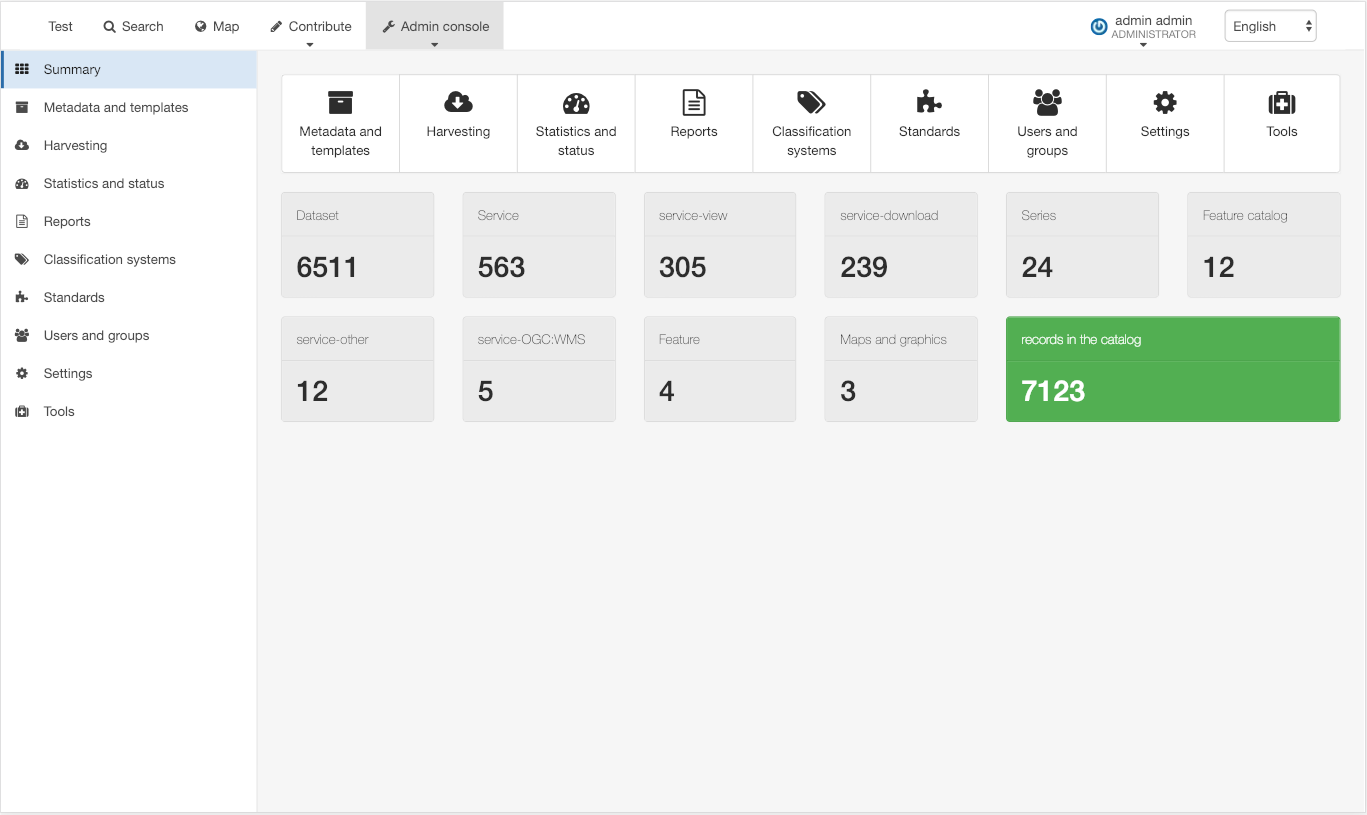 Test Search Map Contribute Admin console admin admin English
ADMINISTRATOR
Summary
Metadata and templates
Harvesting
Statistics and status
Reports
Classification systems
Standards
Users and groups
Settings
Tools
Metadata and templates
Harvesting
Statistics and status
Reports
Classification systems
Standards
Users and groups
Settings
Tools
Dataset
6511
Service
563
service-view
305
service-download
239
Series
24
Feature catalog
12
service-other
12
service-OGC:WMS
5
Feature
4
Maps and graphics
3
records in the catalog
7123